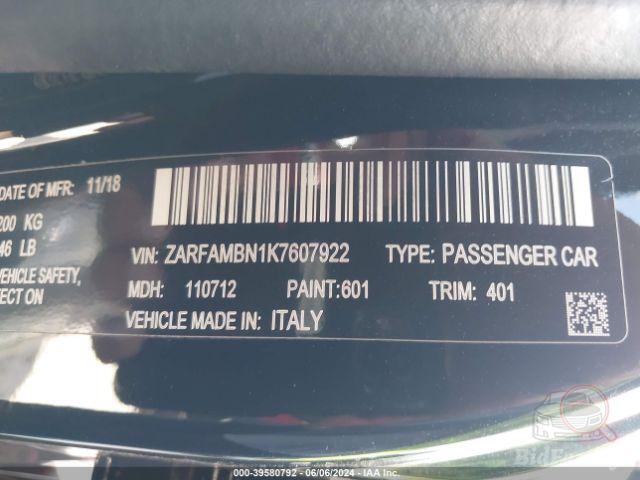 DATE OF MFR: 11/18
200 KG
46 LB
VEHICLE SAFETY,
ECT ON
VIN: ZARFAMBN1K7607922 TYPE: PASSENGER CAR
MDH: 110712 PAINT:601 TRIM: 401
VEHICLE MADE IN: ITALY
000-39580792 - 06/06/2024 - IAA Inc.